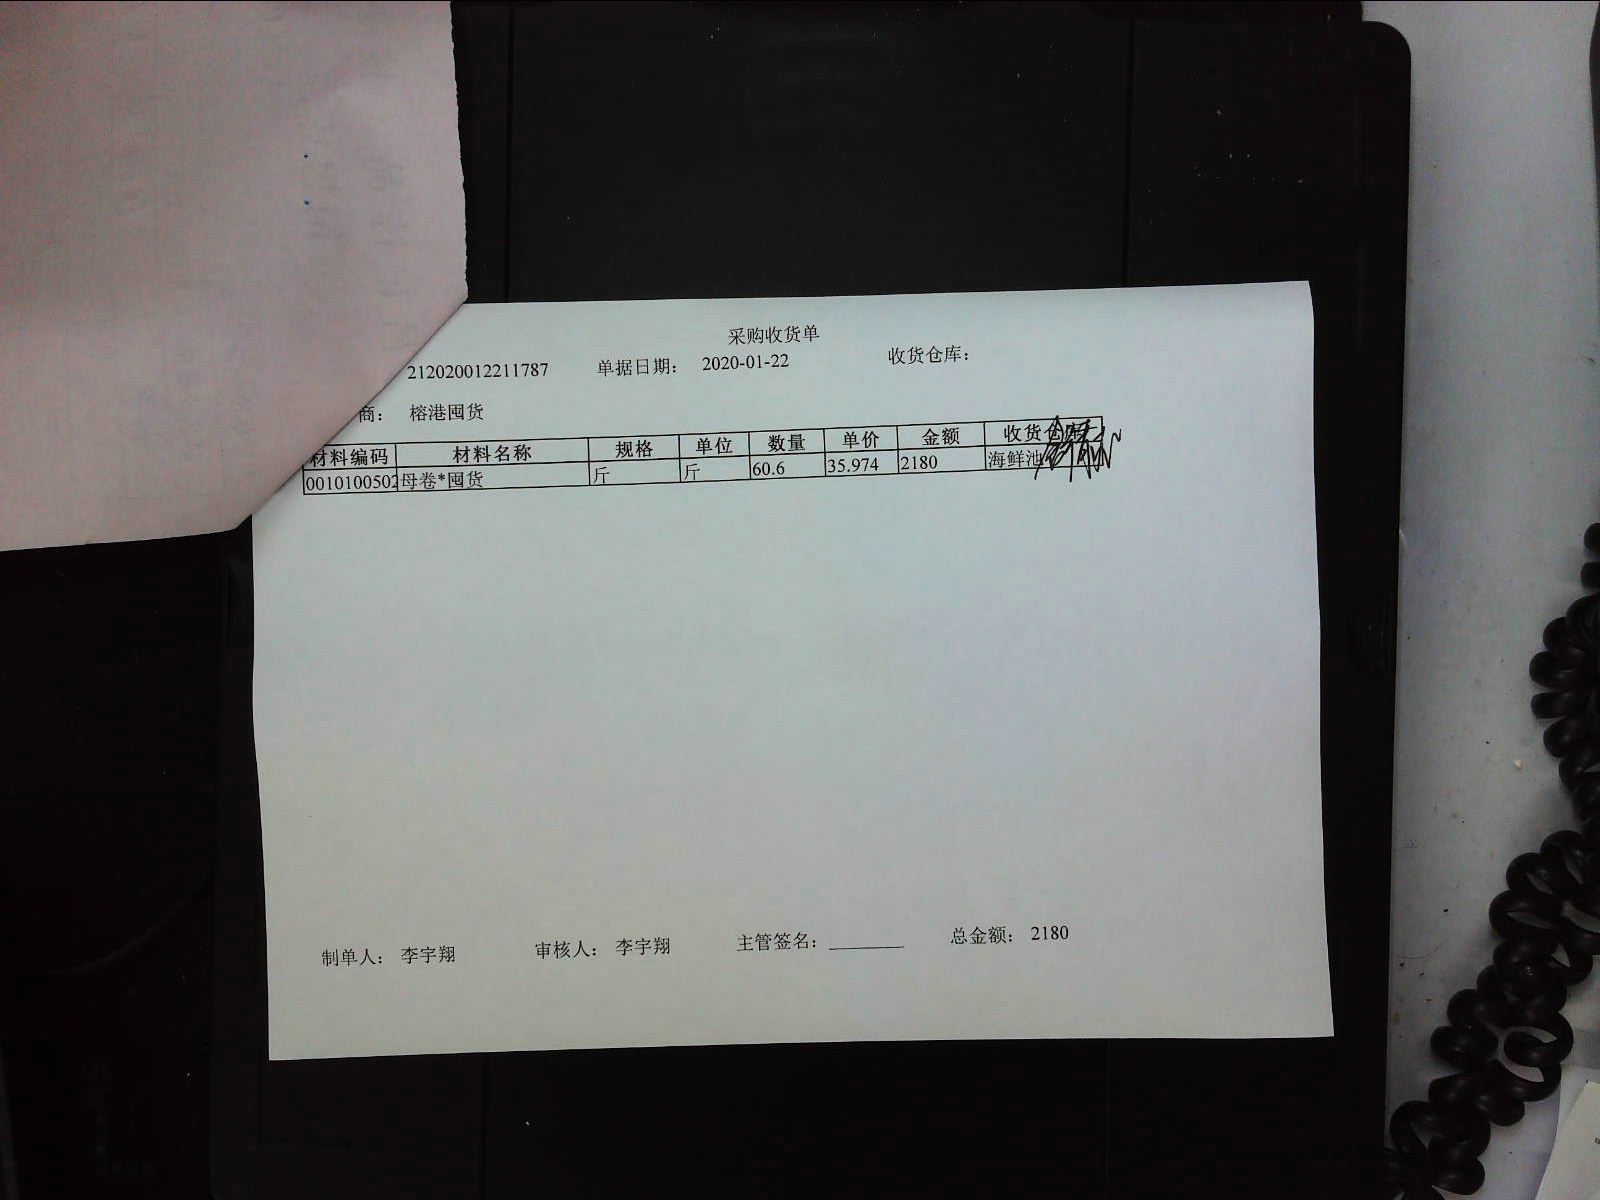 采购收货单
212020012211787 单据日期： 2020-01-22 收货仓库：
商： 榕港囤货
材料编码 材料名称 规格 单位 数量 单价 金额 收货仓库
0010100502 母卷*囤货 斤 斤 60.6 35.974 2180 海鲜池
制单人： 李宇翔 审核人： 李宇翔 主管签名： 总金额： 2180